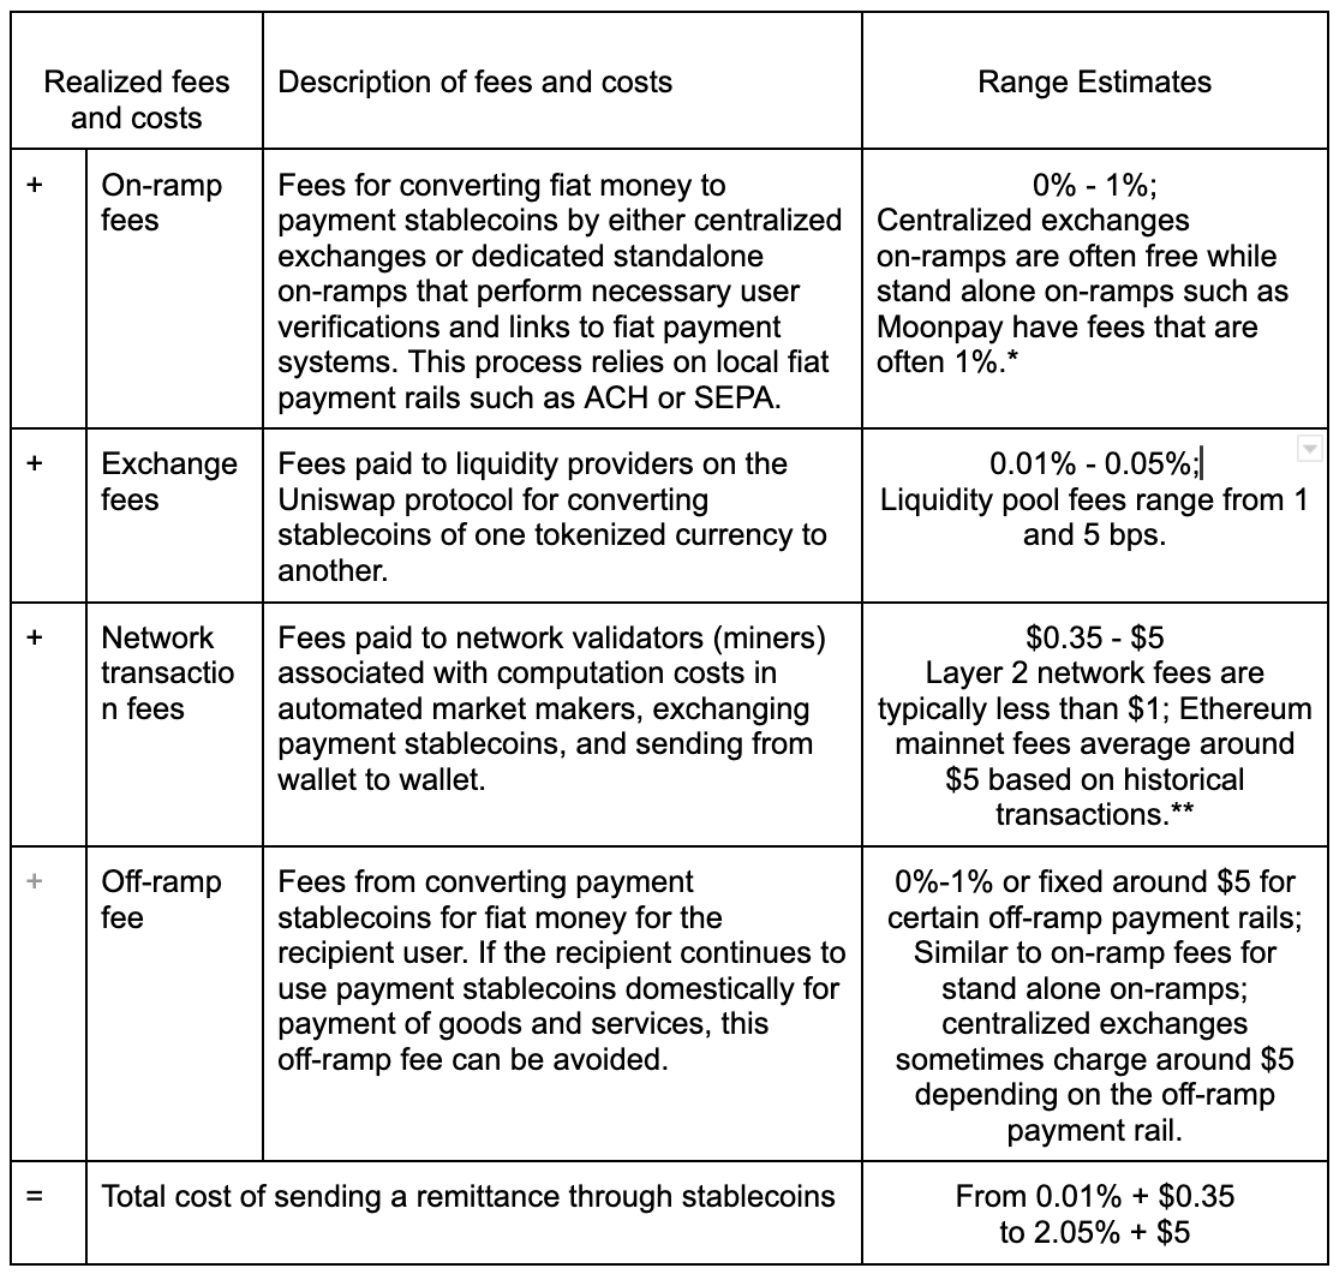 Realized fees
and costs
Description of fees and costs
Range Estimates
+
On-ramp
fees
Fees for converting fiat money to
payment stablecoins by either centralized
exchanges or dedicated standalone
on-ramps that perform necessary user
verifications and links to fiat payment
systems. This process relies on local fiat
payment rails such as ACH or SEPA.
0% - 1%;
Centralized exchanges
on-ramps are often free while
stand alone on-ramps such as
Moonpay have fees that are
often 1%.*
+
Exchange
fees
Fees paid to liquidity providers on the
Uniswap protocol for converting
stablecoins of one tokenized currency to
another.
0.01% - 0.05%;
Liquidity pool fees range from 1
and 5 bps.
+
Network
transactio
n fees
Fees paid to network validators (miners)
associated with computation costs in
automated market makers, exchanging
payment stablecoins, and sending from
wallet to wallet.
$0.35 - $5
Layer 2 network fees are
typically less than $1; Ethereum
mainnet fees average around
$5 based on historical
transactions.**
+
Off-ramp
fee
Fees from converting payment
stablecoins for fiat money for the
recipient user. If the recipient continues to
use payment stablecoins domestically for
payment of goods and services, this
off-ramp fee can be avoided.
0%-1% or fixed around $5 for
certain off-ramp payment rails;
Similar to on-ramp fees for
stand alone on-ramps;
centralized exchanges
sometimes charge around $5
depending on the off-ramp
payment rail.
=
Total cost of sending a remittance through stablecoins
From 0.01% + $0.35
to 2.05% + $5